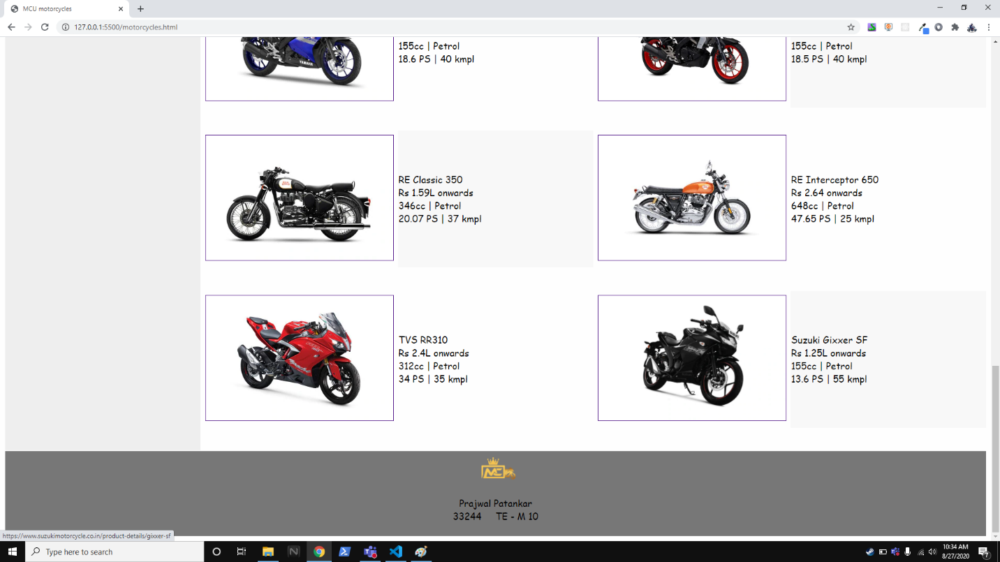 MCU motorcycles
127.0.0.1:5500/motorcycles.html
155cc | Petrol
18.6 PS | 40 kmpl
155cc | Petrol
18.5 PS | 40 kmpl
YAMAHA
RE Classic 350
Rs 1.59L onwards
346cc | Petrol
20.07 PS | 37 kmpl
RE Interceptor 650
Rs 2.64 onwards
648cc | Petrol
47.65 PS | 25 kmpl
TVS RR310
Rs 2.4L onwards
312cc | Petrol
34 PS | 35 kmpl
Suzuki Gixxer SF
Rs 1.25L onwards
155cc | Petrol
13.6 PS | 55 kmpl
MC
Prajwal Patankar
33244 TE - M 10
https://www.suzukimotorcycle.co.in/product-details/gixxer-sf
Type here to search
10:34 AM
8/27/2020
7